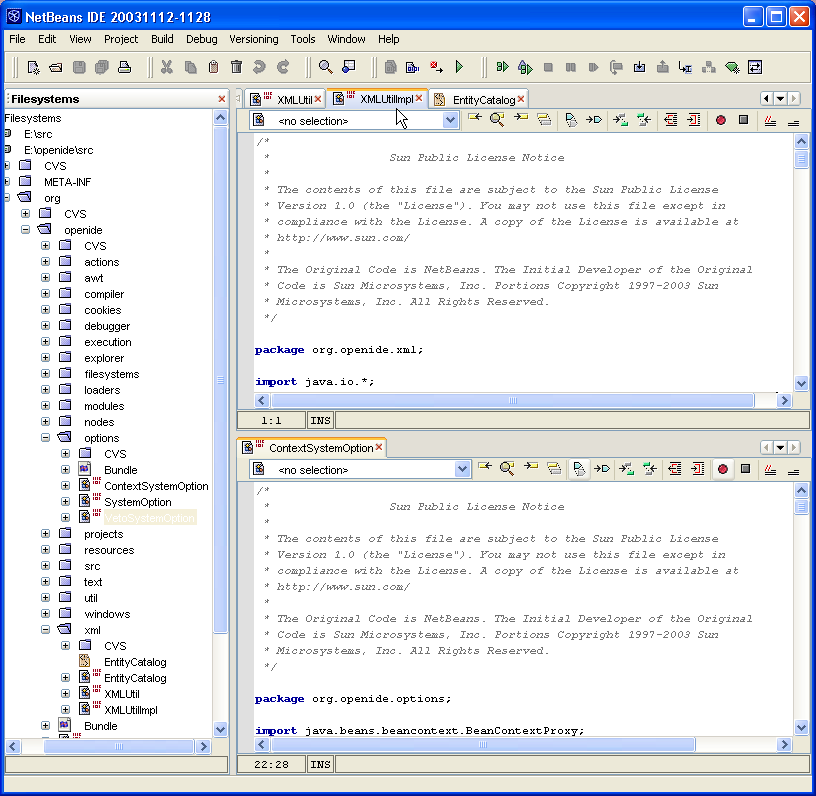 NetBeans IDE 20031112-1128
File Edit View Project Build Debug Versioning Tools Window Help
Filesystems
Filesystems
E:\src
E:\openide\src
CVS
META-INF
org
CVS
openide
CVS
actions
awt
compiler
cookies
debugger
execution
explorer
filesystems
loaders
modules
nodes
options
CVS
Bundle
ContextSystemOption
SystemOption
VetoSystemOption
projects
resources
src
text
util
windows
xml
CVS
EntityCatalog
EntityCatalog
XMLUtil
XMLUtilImpl
Bundle
XMLUtil XMLUtilImpl EntityCatalog
<no selection>
/*
* Sun Public License Notice
*
* The contents of this file are subject to the Sun Public License
* Version 1.0 (the "License"). You may not use this file except in
* compliance with the License. A copy of the License is available at
* http://www.sun.com/
*
* The Original Code is NetBeans. The Initial Developer of the Original
* Code is Sun Microsystems, Inc. Portions Copyright 1997-2003 Sun
* Microsystems, Inc. All Rights Reserved.
*/
package org.openide.xml;
import java.io.*;
1:1 INS
ContextSystemOption
<no selection>
/*
* Sun Public License Notice
*
* The contents of this file are subject to the Sun Public License
* Version 1.0 (the "License"). You may not use this file except in
* compliance with the License. A copy of the License is available at
* http://www.sun.com/
*
* The Original Code is NetBeans. The Initial Developer of the Original
* Code is Sun Microsystems, Inc. Portions Copyright 1997-2003 Sun
* Microsystems, Inc. All Rights Reserved.
*/
package org.openide.options;
import java.beans.beancontext.BeanContextProxy;
22:28 INS